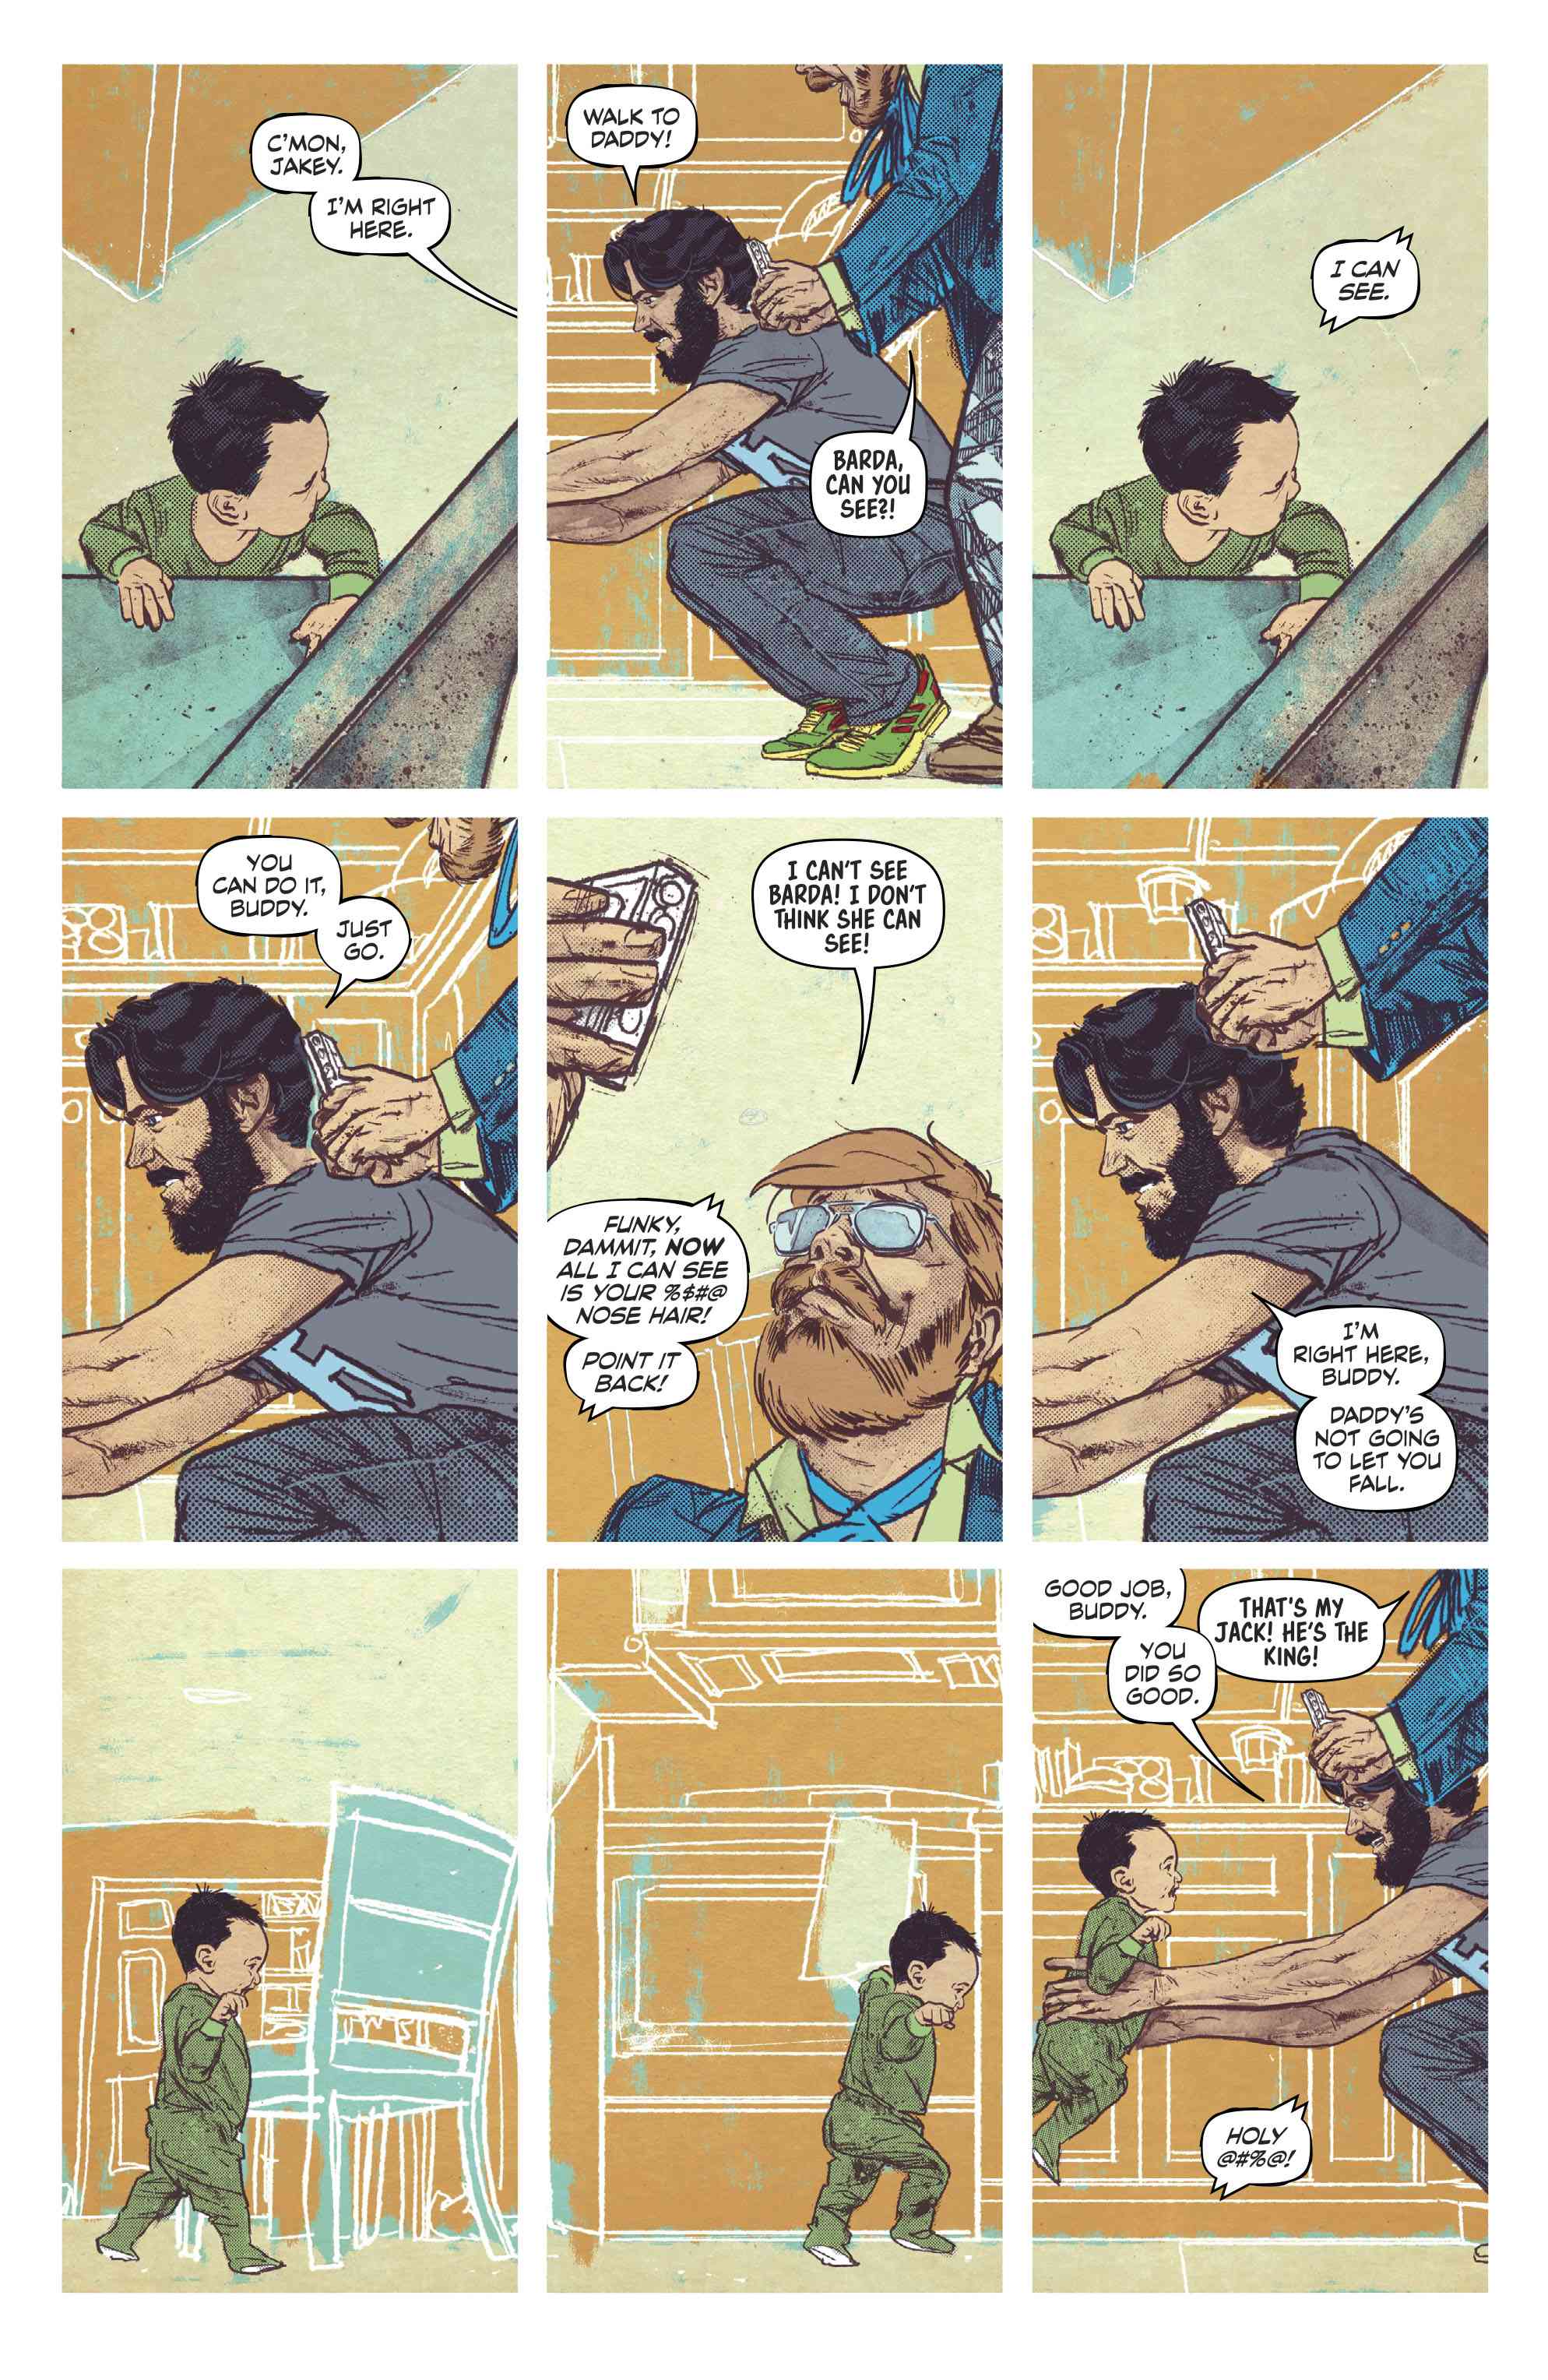 C'MON,
JAKEY.
I'M RIGHT
HERE.
WALK TO
DADDY!
BARDA,
CAN YOU
SEE?!
I CAN
SEE.
YOU
CAN DO IT,
BUDDY.
JUST
GO.
I CAN'T SEE
BARDA! I DON'T
THINK SHE CAN
SEE!
FUNKY,
DAMMIT, NOW
ALL I CAN SEE
IS YOUR %$#@
NOSE HAIR!
POINT IT
BACK!
I'M
RIGHT HERE,
BUDDY.
DADDY'S
NOT GOING
TO LET YOU
FALL.
GOOD JOB,
BUDDY.
YOU
DID SO
GOOD.
THAT'S MY
JACK! HE'S THE
KING!
HOLY
@#%@!